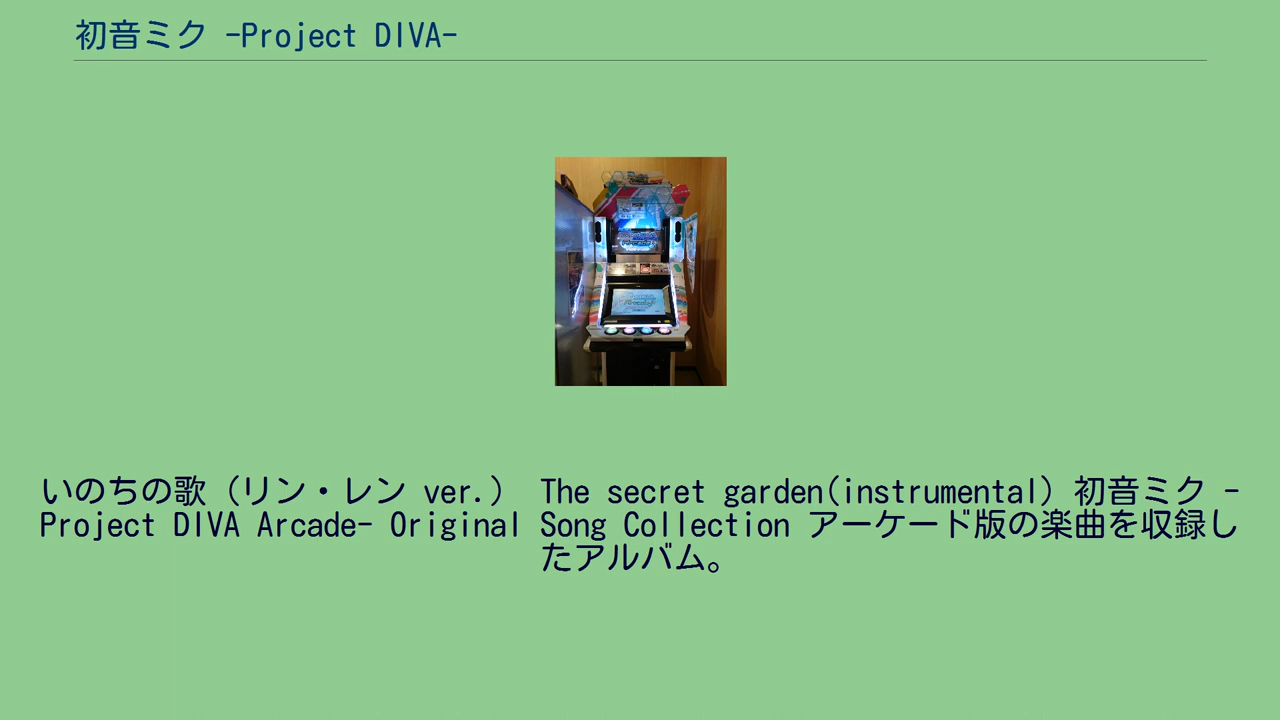 初音ミク -Project DIVA-
いのちの歌（リン・レン ver.） The secret garden(instrumental) 初音ミク -
Project DIVA Arcade- Original Song Collection アーケード版の楽曲を収録し
たアルバム。